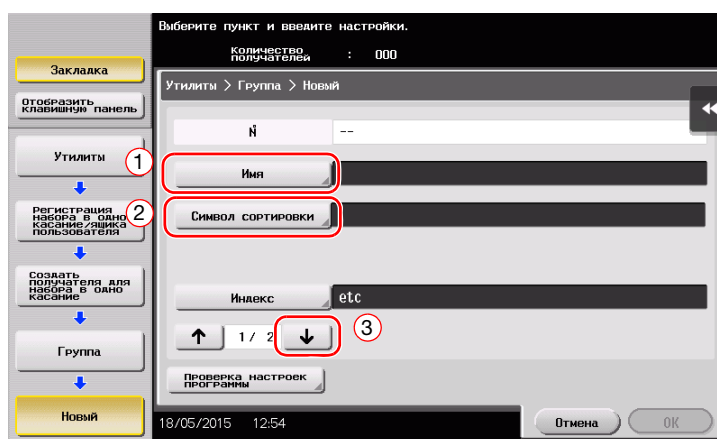 Выберите пункт и введите настройки.
Количество
получателей : 000
Закладка
Отобразить
клавишную панель
Утилиты > Группа > Новый
№ --
Утилиты
1
Имя
Регистрация
набора в одно
касание/ящика
пользователя
2
Символ сортировки
Создать
получателя для
набора в одно
касание
Индекс etc
↑ 1/ 2 ↓ 3
Группа
Проверка настроек
программы
Новый
18/05/2015 12:54
Отмена OK